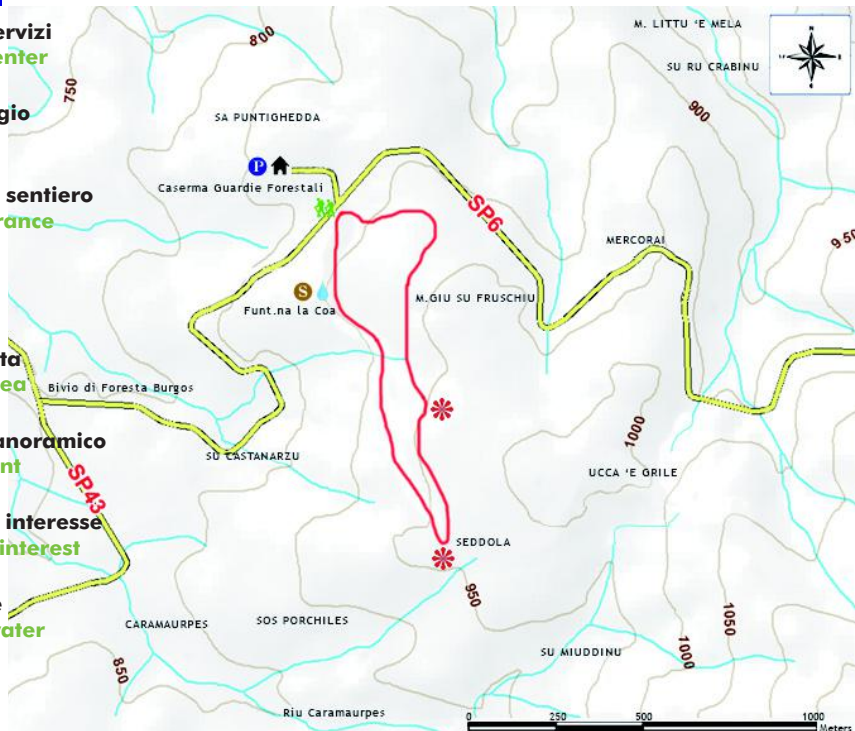 ervizi
enter
gio
sentiero
rance
ta
ea
anoramico
nt
interesse
interest
e
ater
M. LITTU 'E MELA
SU RU CRABINU
800
750
900
SA PUNTIGHEDDA
N
P
Caserma Guardie Forestali
SP6
MERCORAI
950
S
Funt.na la Coa
M.GIU SU FRUSCHIU
Bivio di Foresta Burgos
1000
SU CASTANARZU
UCCA 'E GRILE
SP43
SEDDOLA
950
CARAMAURPES
SOS PORCHILES
1050
1000
SU MIUDDINU
850
Riu Caramaurpes
0 250 500 1000
Meters